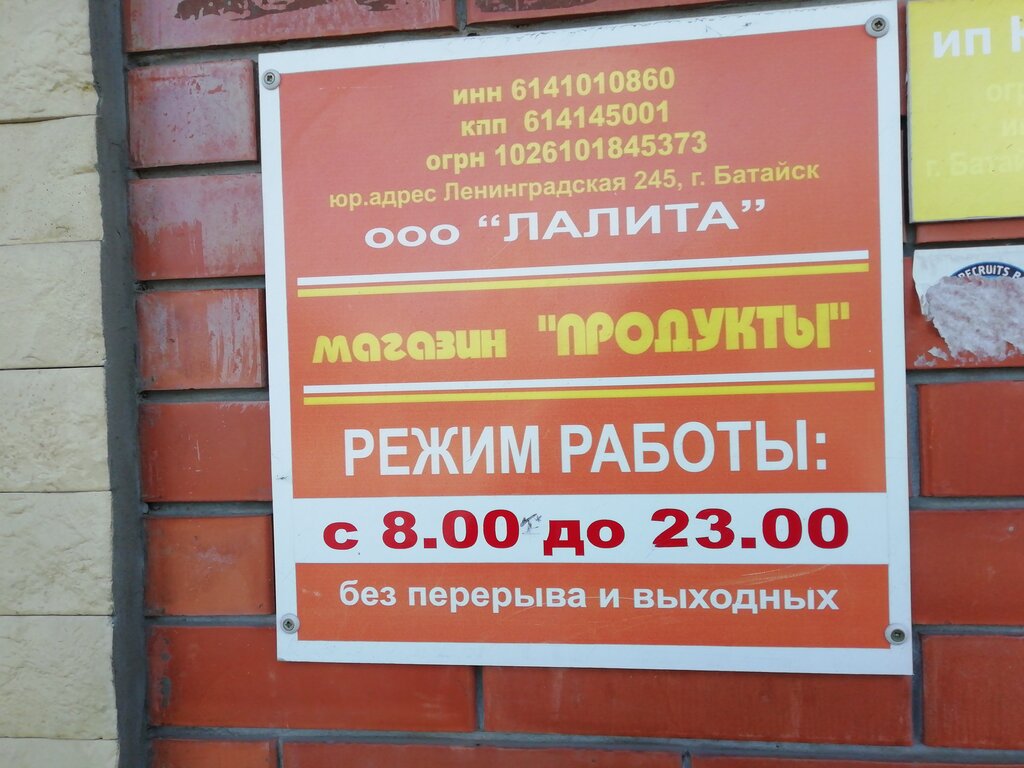 инн 6141010860
кпп 614145001
огрн 1026101845373
юр.адрес Ленинградская 245, г. Батайск
ООО “ЛАЛИТА”
магазин "ПРОДУКТЫ"
РЕЖИМ РАБОТЫ:
с 8.00 до 23.00
без перерыва и выходных
ип
г.
RECRUITS